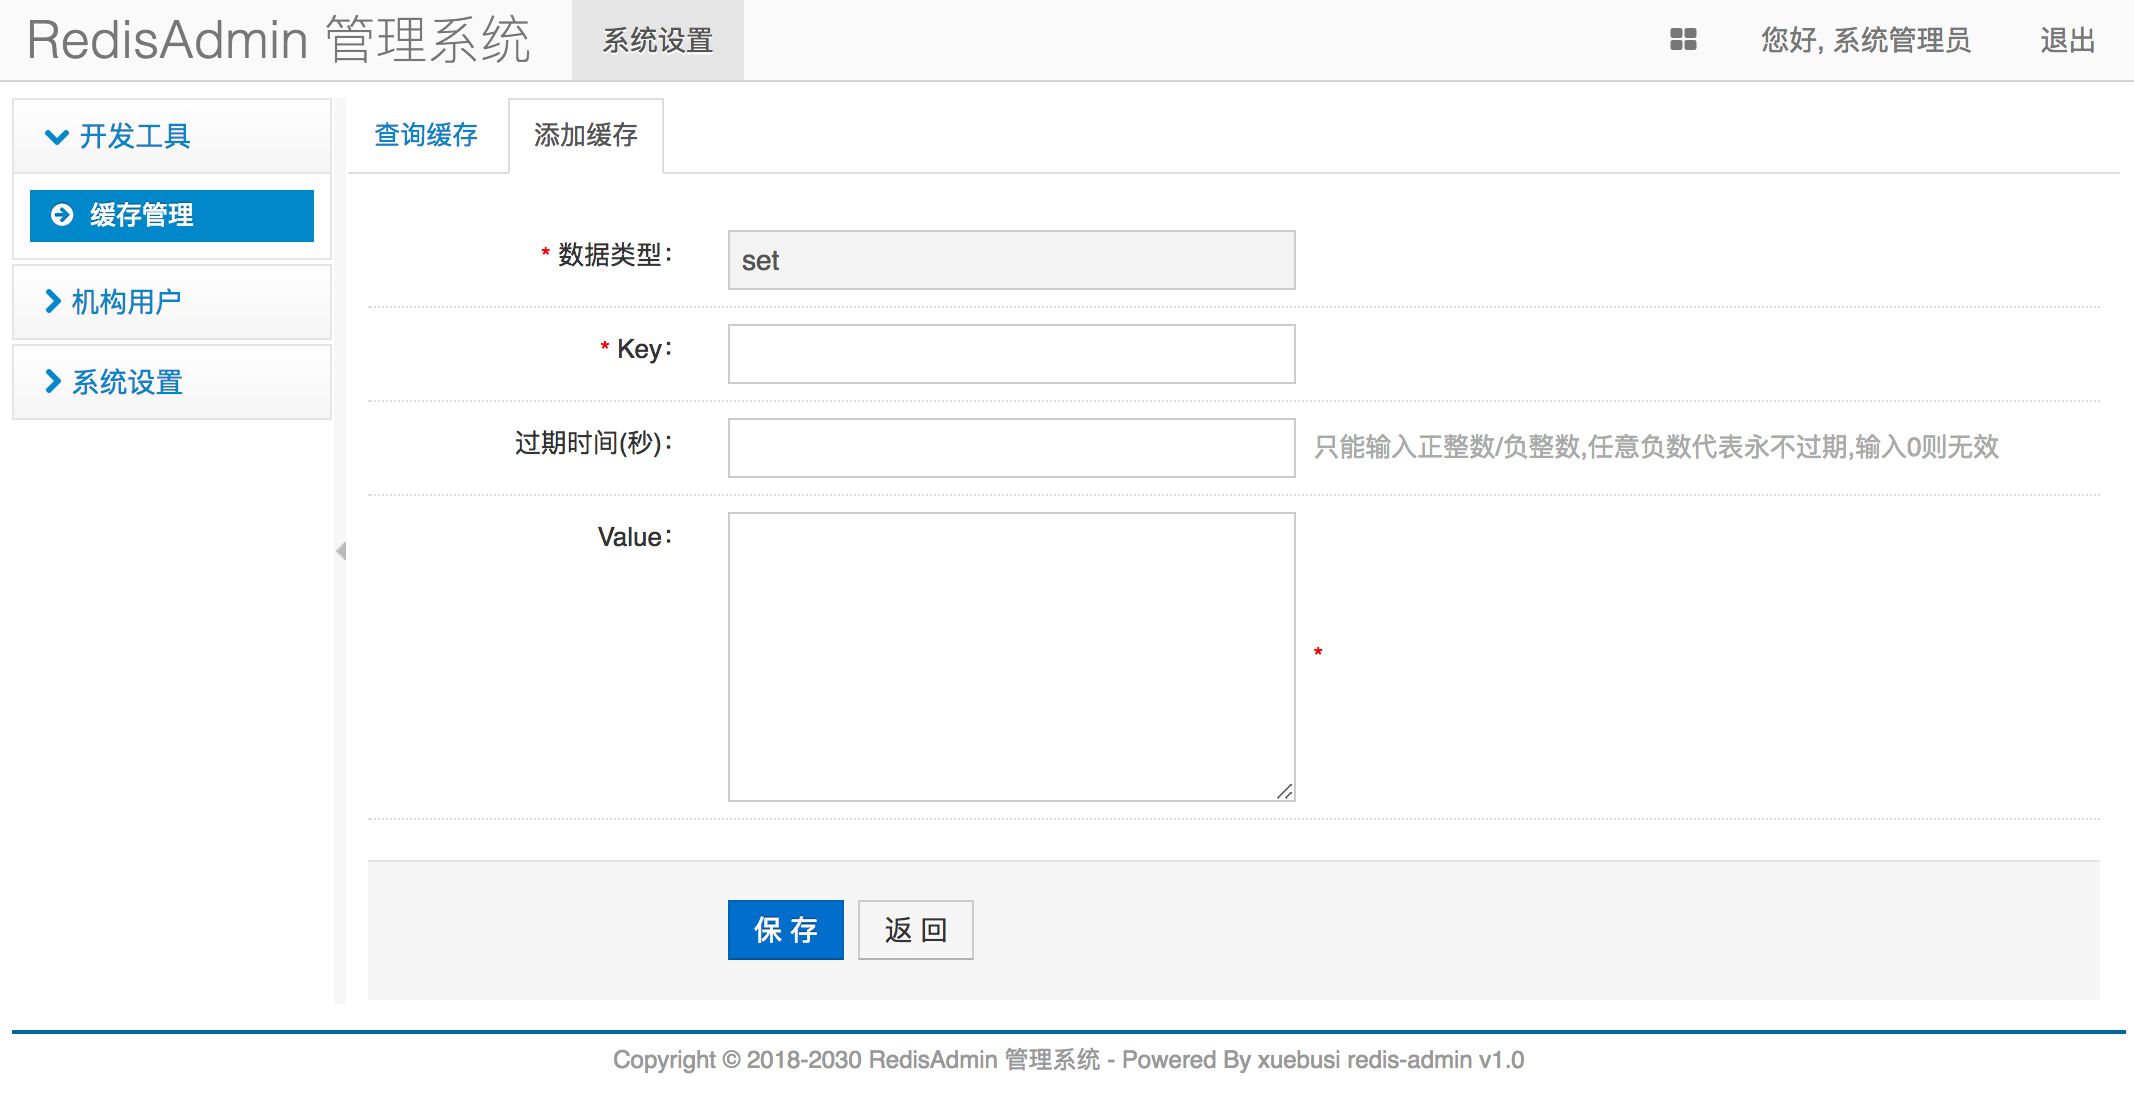 RedisAdmin 管理系统
系统设置
您好, 系统管理员
退出
开发工具
缓存管理
机构用户
系统设置
查询缓存
添加缓存
* 数据类型：
set
* Key：
过期时间(秒)：
只能输入正整数/负整数,任意负数代表永不过期,输入0则无效
Value：
*
保 存
返 回
Copyright © 2018-2030 RedisAdmin 管理系统 - Powered By xuebusi redis-admin v1.0